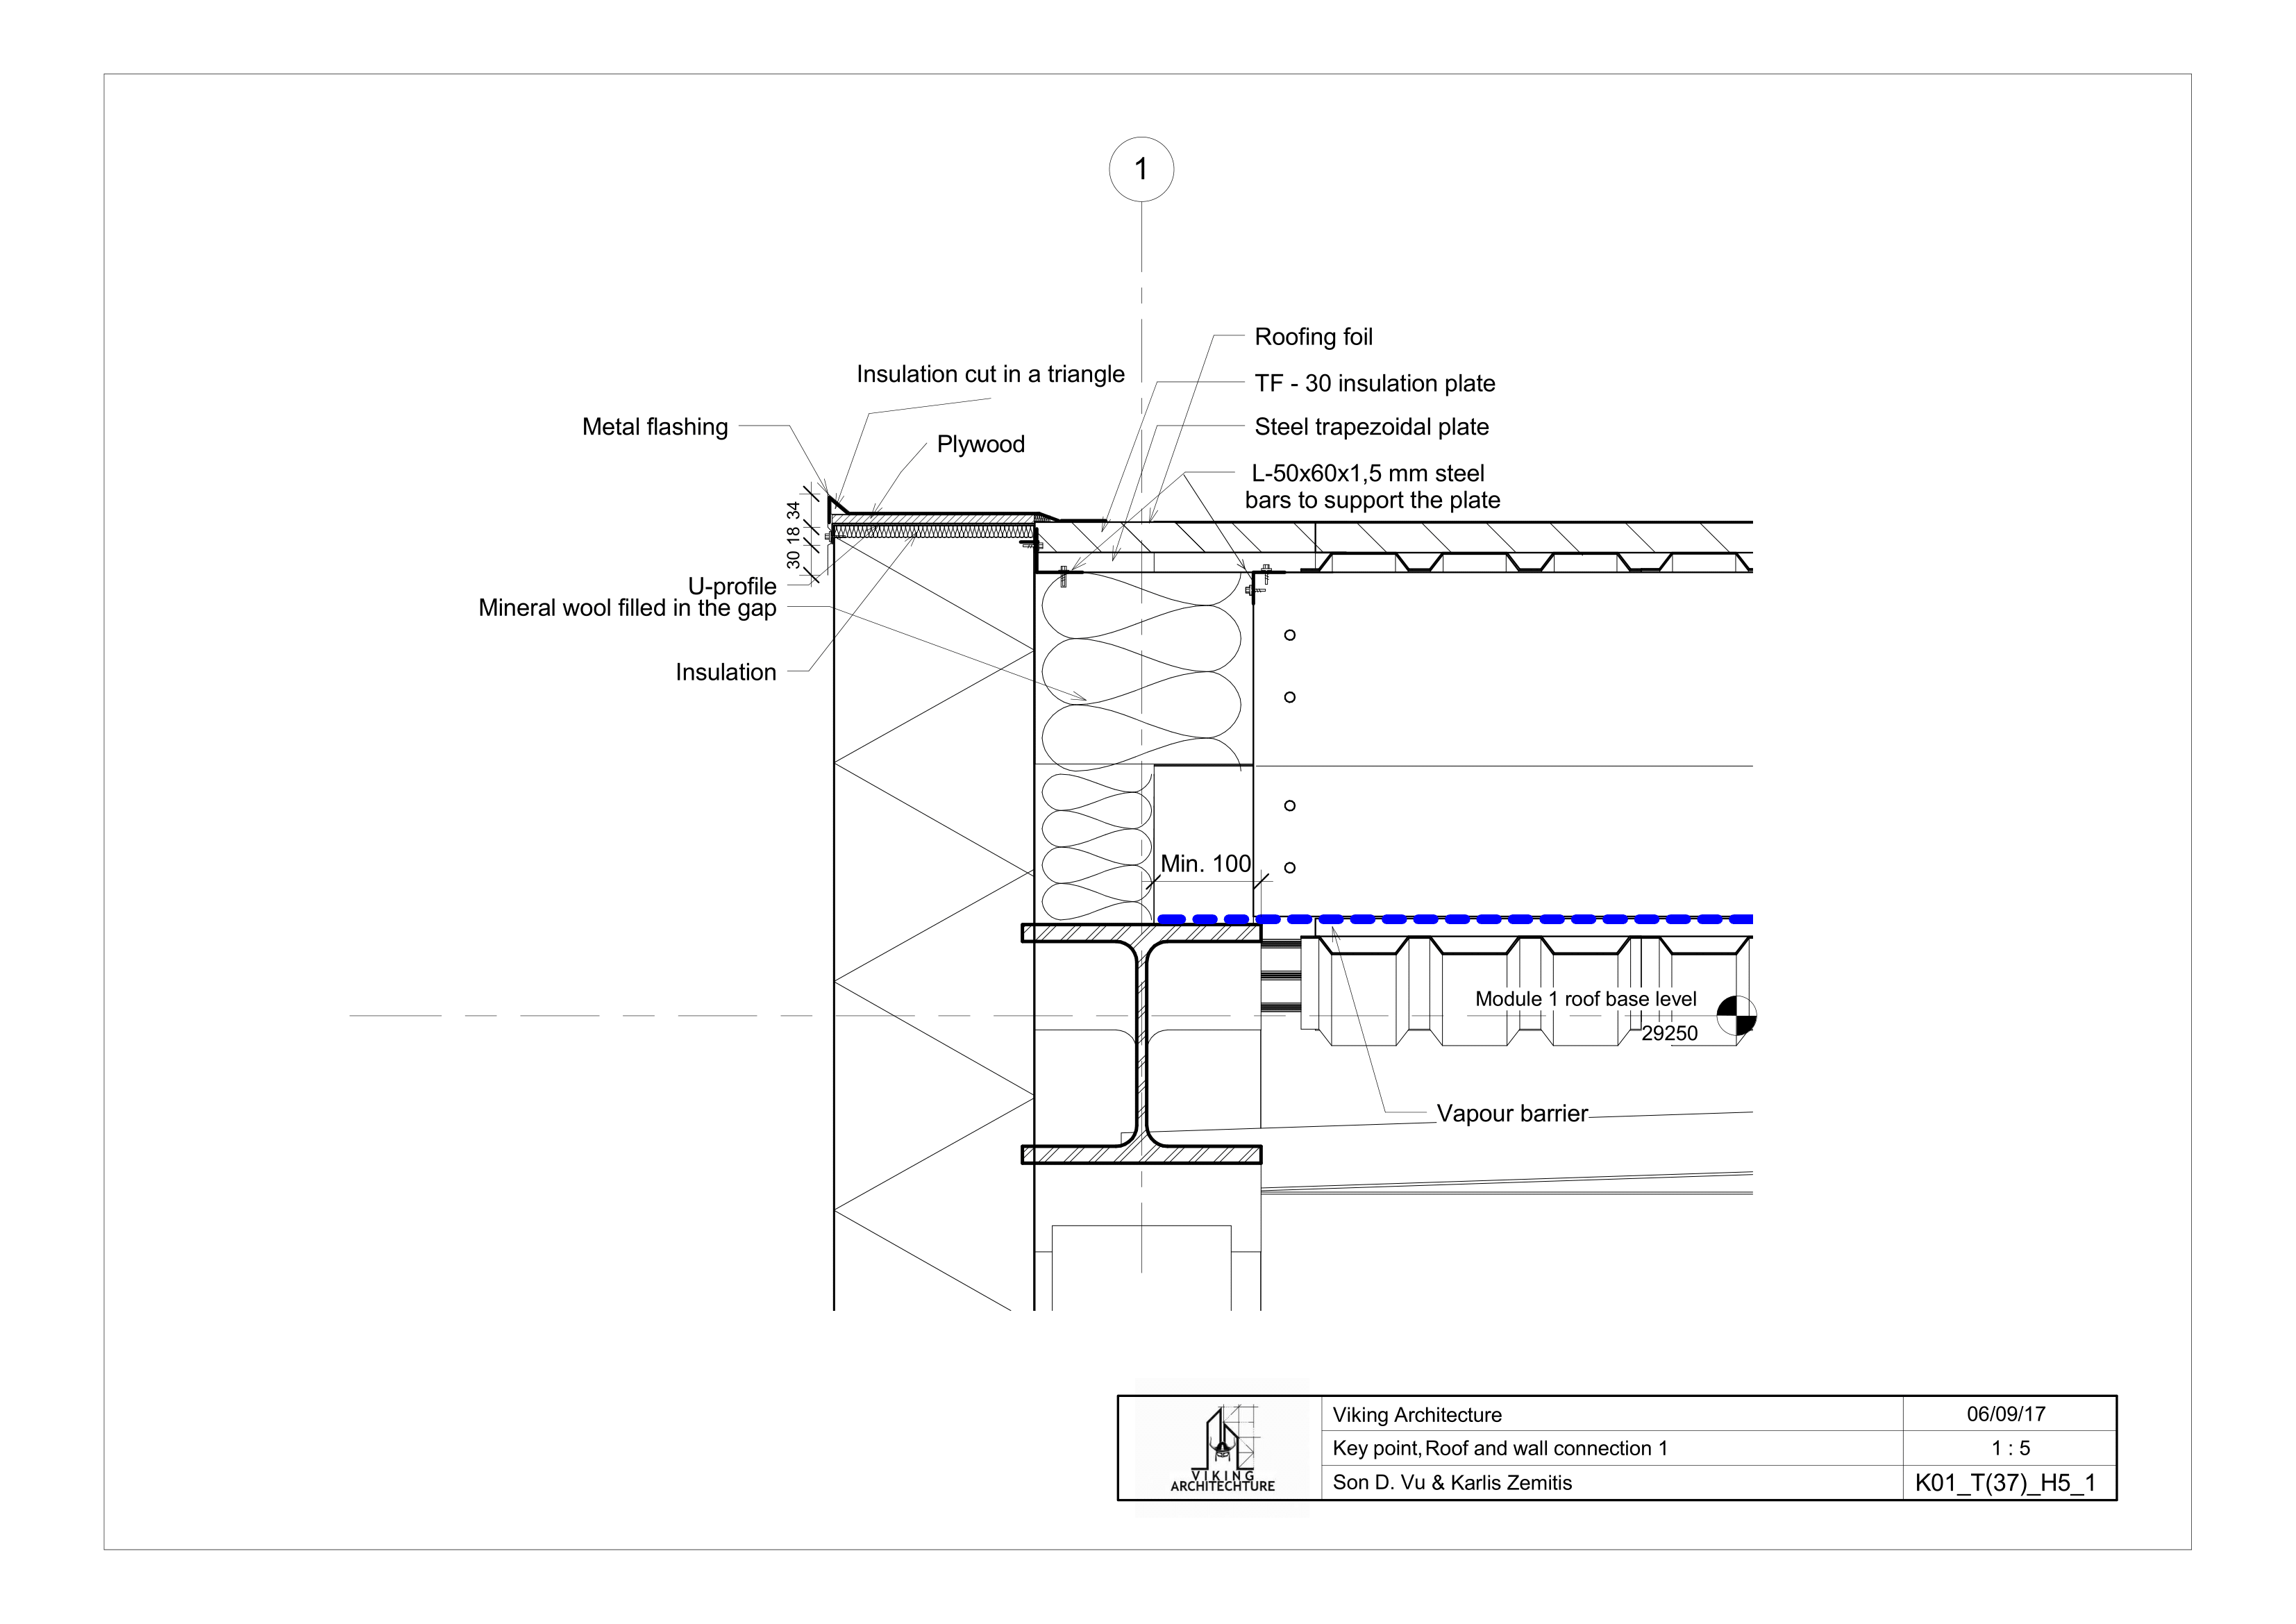 1
Roofing foil
Insulation cut in a triangle
TF - 30 insulation plate
Metal flashing
Steel trapezoidal plate
Plywood
L-50x60x1,5 mm steel
bars to support the plate
34
18
30
U-profile
Mineral wool filled in the gap
Insulation
Min. 100
Module 1 roof base level
29250
Vapour barrier
VIKING
ARCHITECHTURE
Viking Architecture
06/09/17
Key point, Roof and wall connection 1
1 : 5
Son D. Vu & Karlis Zemitis
K01_T(37)_H5_1